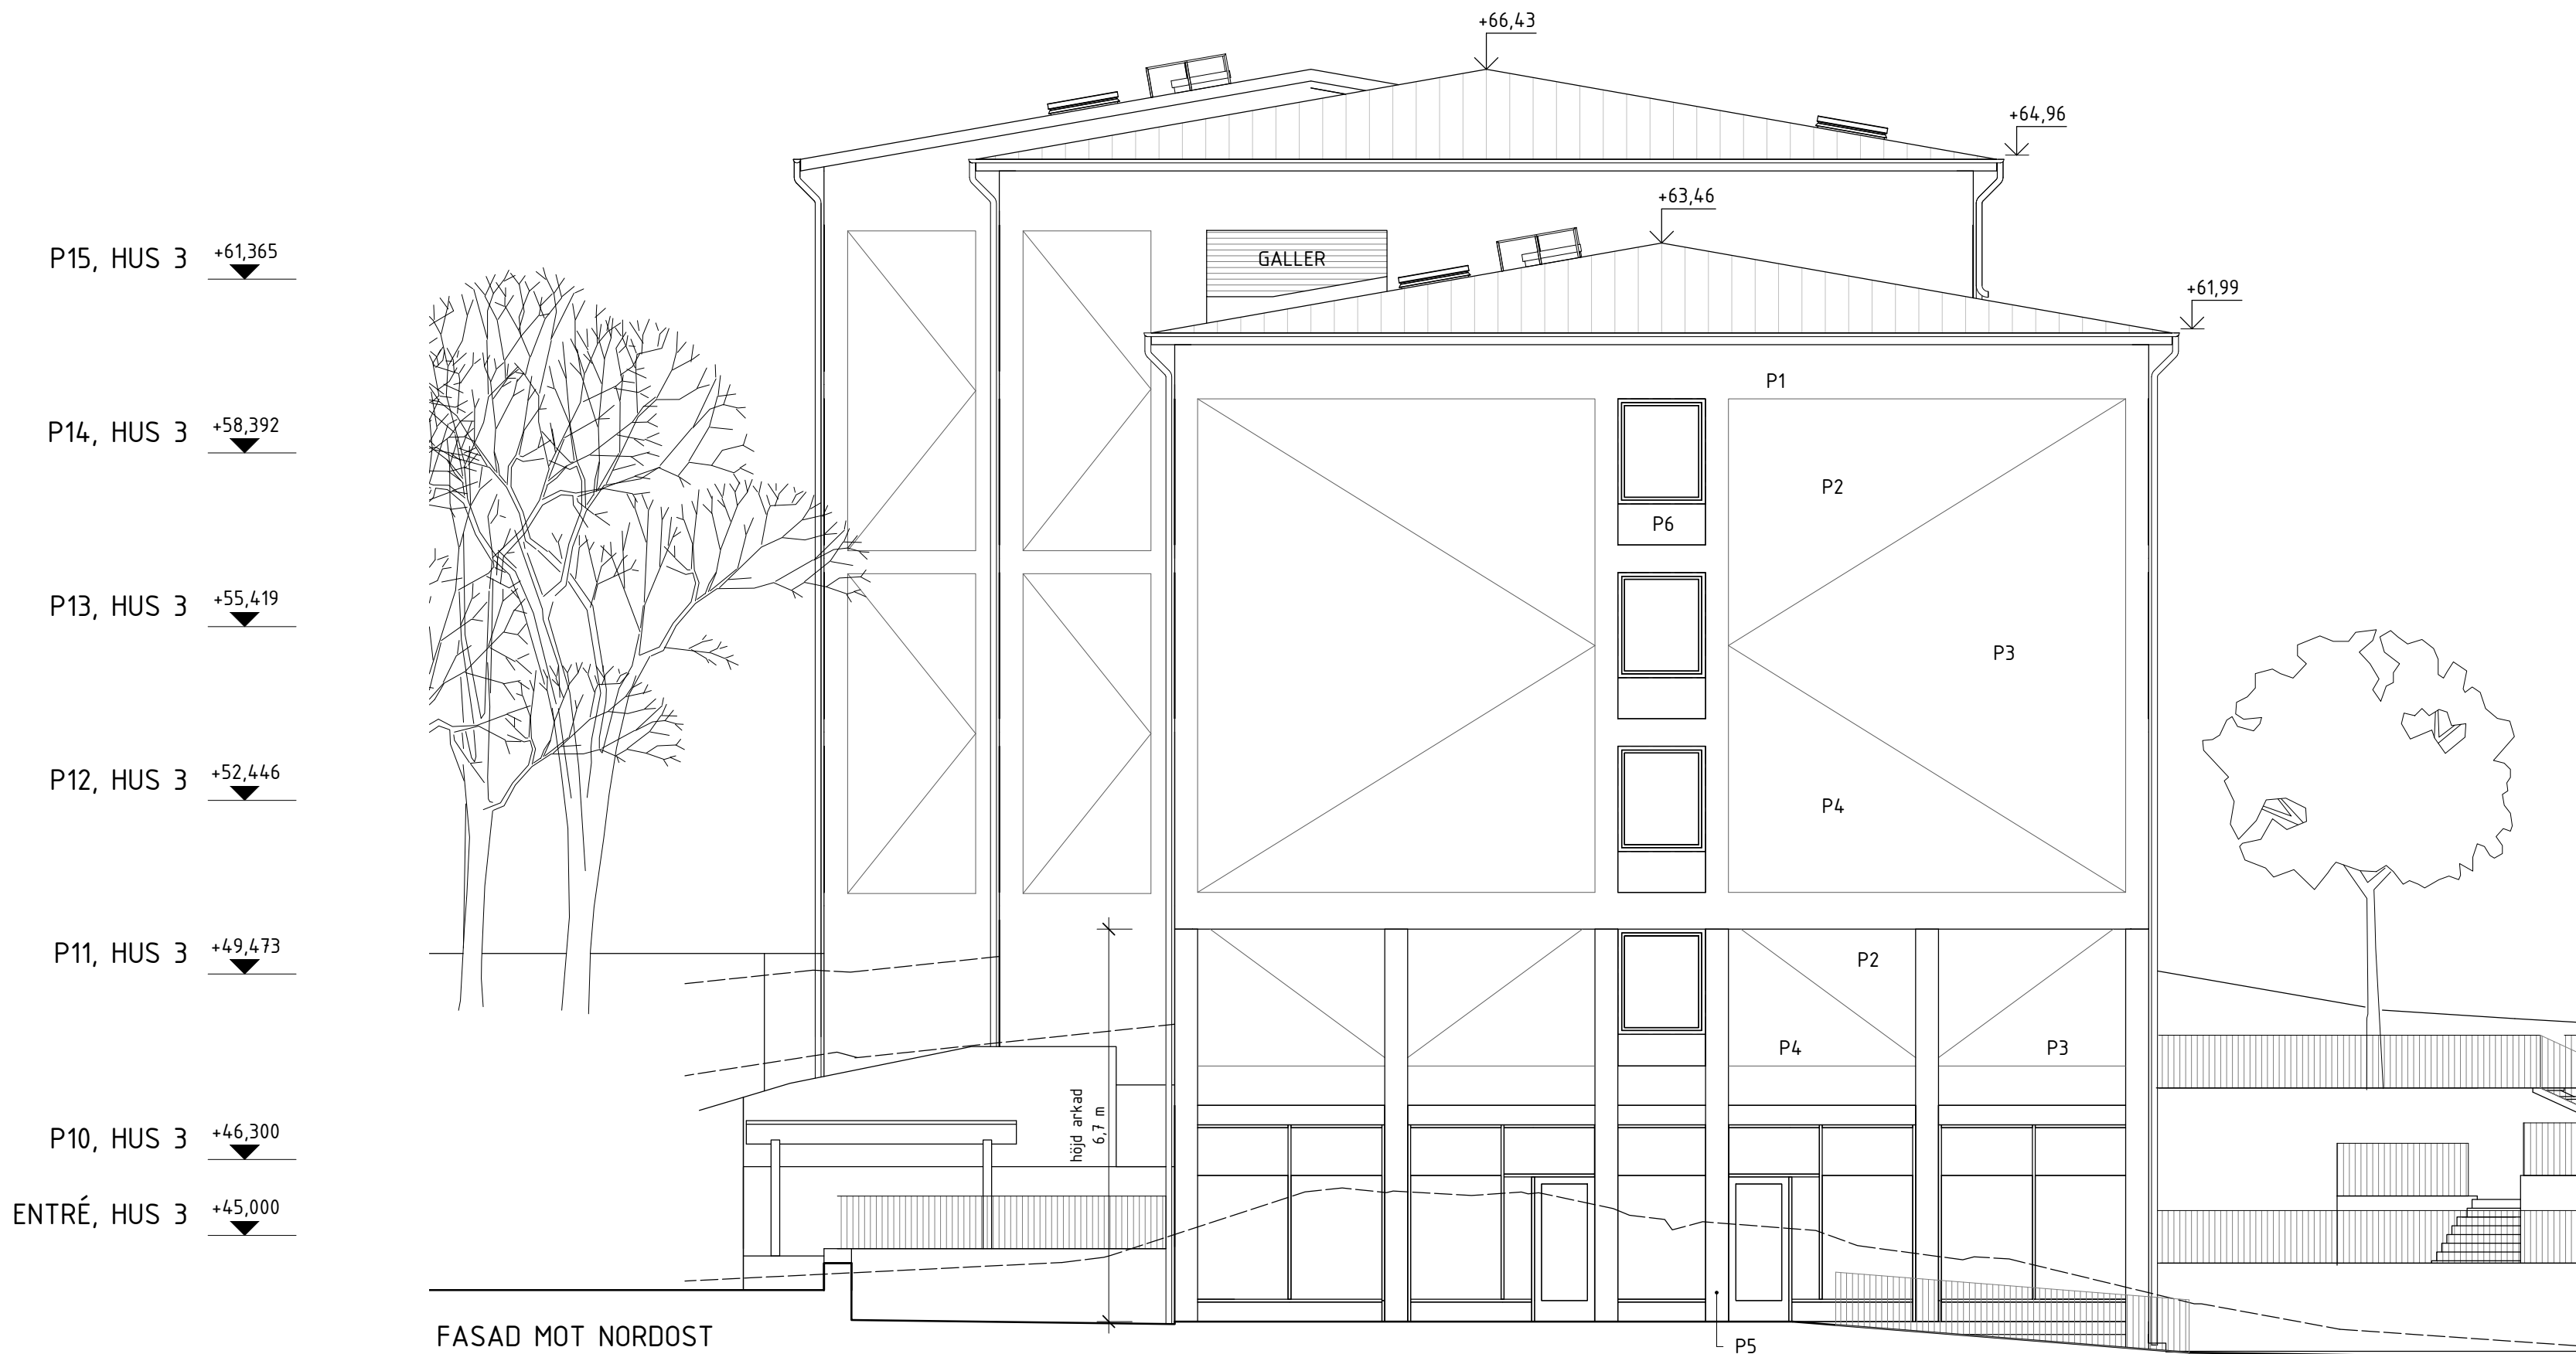 +66,43
+64,96
+63,46
P15, HUS 3 +61,365
GALLER
+61,99
P1
P14, HUS 3 +58,392
P2
P6
P13, HUS 3 +55,419
P3
P12, HUS 3 +52,446
P4
P11, HUS 3 +49,473
P2
P4
P3
höjd arkad
6,7 m
P10, HUS 3 +46,300
ENTRÉ, HUS 3 +45,000
FASAD MOT NORDOST
P5